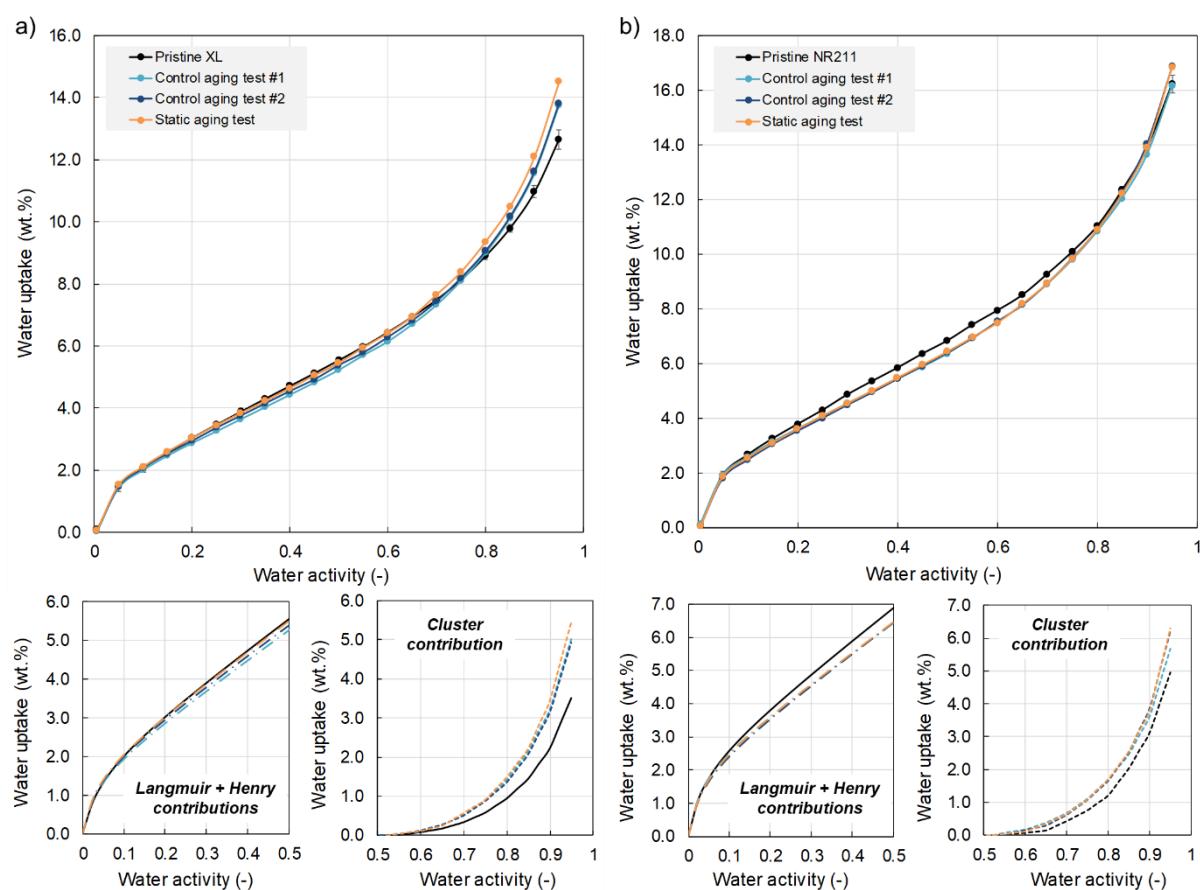 a)
16.0
14.0
12.0
10.0
8.0
6.0
4.0
2.0
0.0
Water uptake (wt.%)
Pristine XL
Control aging test #1
Control aging test #2
Static aging test
0 0.2 0.4 0.6 0.8 1
Water activity (-)
6.0
5.0
4.0
3.0
2.0
1.0
0.0
Water uptake (wt.%)
Langmuir + Henry
contributions
0 0.1 0.2 0.3 0.4 0.5
Water activity (-)
6.0
5.0
4.0
3.0
2.0
1.0
0.0
Water uptake (wt.%)
Cluster
contribution
0.5 0.6 0.7 0.8 0.9 1
Water activity (-)
b)
18.0
16.0
14.0
12.0
10.0
8.0
6.0
4.0
2.0
0.0
Water uptake (wt.%)
Pristine NR211
Control aging test #1
Control aging test #2
Static aging test
0 0.2 0.4 0.6 0.8 1
Water activity (-)
7.0
6.0
5.0
4.0
3.0
2.0
1.0
0.0
Water uptake (wt.%)
Langmuir + Henry
contributions
0 0.1 0.2 0.3 0.4 0.5
Water activity (-)
7.0
6.0
5.0
4.0
3.0
2.0
1.0
0.0
Water uptake (wt.%)
Cluster
contribution
0.5 0.6 0.7 0.8 0.9 1
Water activity (-)